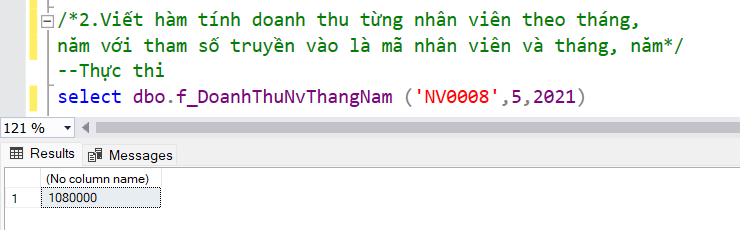 /*2.Viết hàm tính doanh thu từng nhân viên theo tháng,
năm với tham số truyền vào là mã nhân viên và tháng, năm*/
--Thực thi
select dbo.f_DoanhThuNvThangNam ('NV0008',5,2021)
121 %
Results Messages
(No column name)
1 1080000